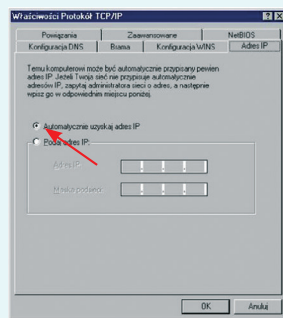 Właściwości Protokół TCP/IP
Powiązania Zaawansowane NetBIOS
Konfiguracja DNS Brama Konfiguracja WINS Adres IP
Temu komputerowi może być automatycznie przypisany pewien
adres IP. Jeżeli Twoja sieć nie przypisuje automatycznie
adresów IP, zapytaj administratora sieci o adres, a następnie
wpisz go w odpowiednim miejscu poniżej.
Automatycznie uzyskaj adres IP
Podaj adres IP:
Adres IP:
Maska podsieci:
OK Anuluj